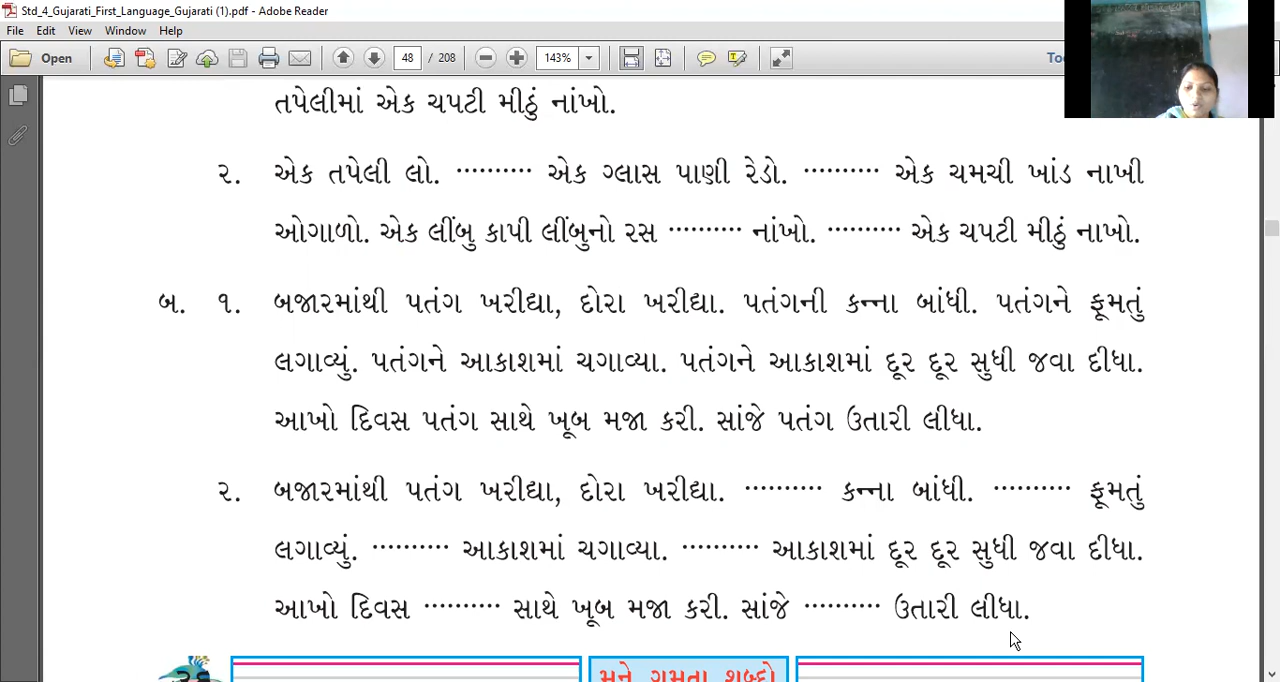 Std_4_Gujarati_First_Language_Gujarati (1).pdf - Adobe Reader
File Edit View Window Help
Open 48 / 208 143%
તપેલીમાં એક ચપટી મીઠું નાંખો.
૨. એક તપેલી લો. ·········· એક ગ્લાસ પાણી રેડો. ·········· એક ચમચી ખાંડ નાખી
ઓગાળો. એક લીંબુ કાપી લીંબુનો રસ ·········· નાંખો. ·········· એક ચપટી મીઠું નાખો.
બ. ૧. બજારમાંથી પતંગ ખરીદ્યા, દોરા ખરીદ્યા. પતંગની કન્ના બાંધી. પતંગને ફૂમતું
લગાવ્યું. પતંગને આકાશમાં ચગાવ્યા. પતંગને આકાશમાં દૂર દૂર સુધી જવા દીધા.
આખો દિવસ પતંગ સાથે ખૂબ મજા કરી. સાંજે પતંગ ઉતારી લીધા.
૨. બજારમાંથી પતંગ ખરીદ્યા, દોરા ખરીદ્યા. ·········· કન્ના બાંધી. ·········· ફૂમતું
લગાવ્યું. ·········· આકાશમાં ચગાવ્યા. ·········· આકાશમાં દૂર દૂર સુધી જવા દીધા.
આખો દિવસ ·········· સાથે ખૂબ મજા કરી. સાંજે ·········· ઉતારી લીધા.
મને ગમતા શબ્દો